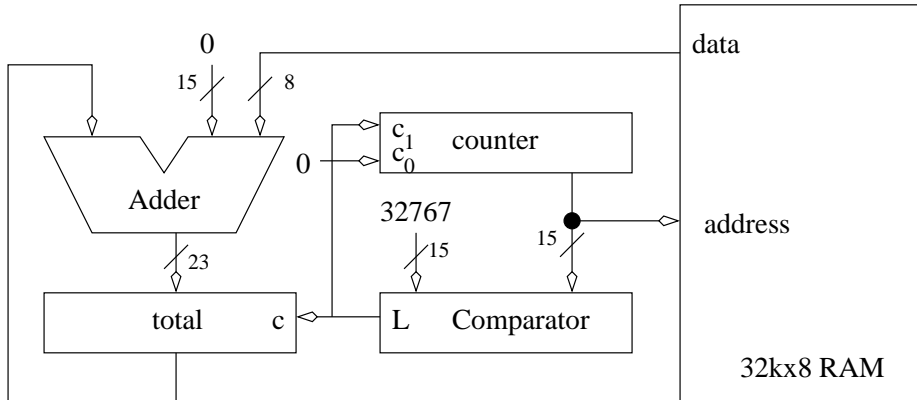 0
data
15
8
c1
counter
c0
0
Adder
32767
address
15
15
23
total
c
L
Comparator
32kx8 RAM